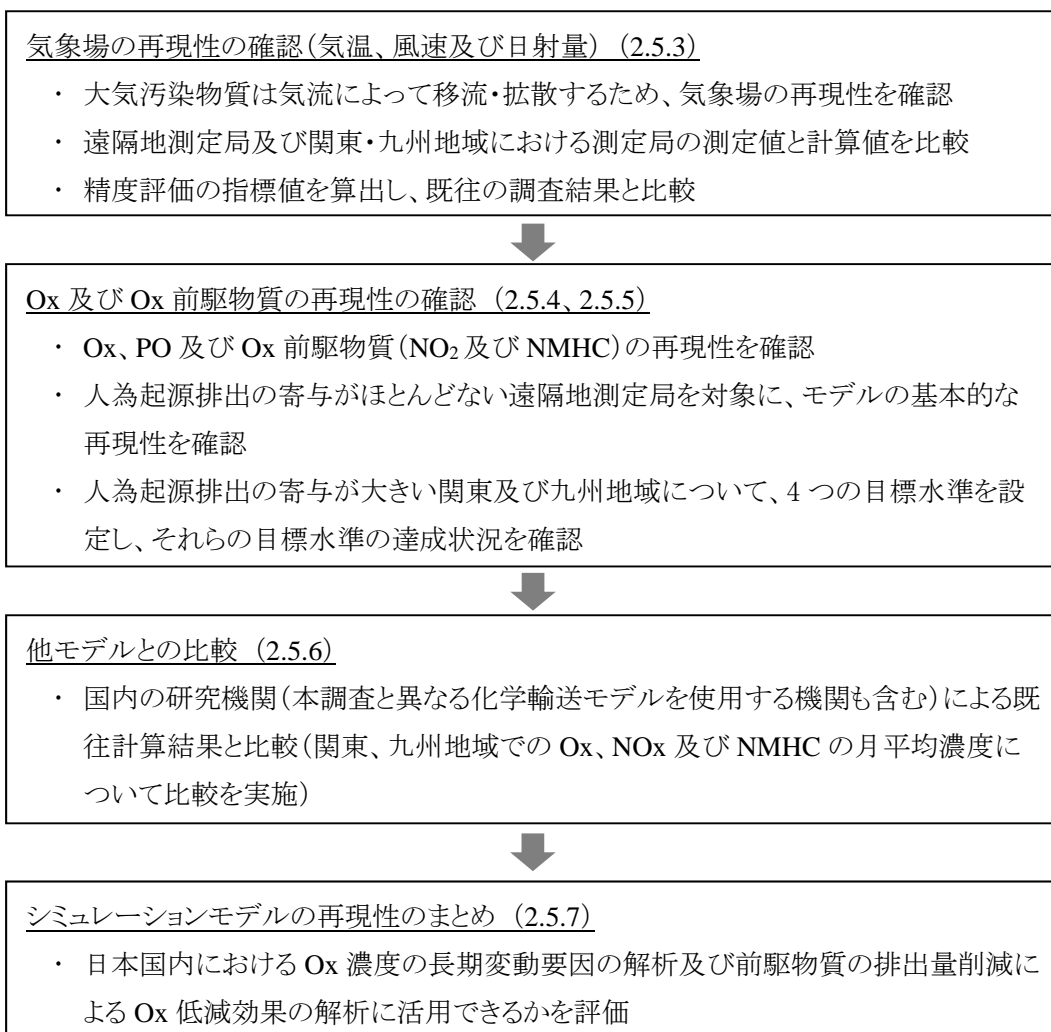 気象場の再現性の確認(気温、風速及び日射量) (2.5.3)
・ 大気汚染物質は気流によって移流・拡散するため、気象場の再現性を確認
・ 遠隔地測定局及び関東・九州地域における測定局の測定値と計算値を比較
・ 精度評価の指標値を算出し、既往の調査結果と比較
Ox 及び Ox 前駆物質の再現性の確認 (2.5.4、2.5.5)
・ Ox、PO 及び Ox 前駆物質(NO₂ 及び NMHC)の再現性を確認
・ 人為起源排出の寄与がほとんどない遠隔地測定局を対象に、モデルの基本的な
再現性を確認
・ 人為起源排出の寄与が大きい関東及び九州地域について、4 つの目標水準を設
定し、それらの目標水準の達成状況を確認
他モデルとの比較 (2.5.6)
・ 国内の研究機関(本調査と異なる化学輸送モデルを使用する機関も含む)による既
往計算結果と比較(関東、九州地域での Ox、NOx 及び NMHC の月平均濃度に
ついて比較を実施)
シミュレーションモデルの再現性のまとめ (2.5.7)
・ 日本国内における Ox 濃度の長期変動要因の解析及び前駆物質の排出量削減に
よる Ox 低減効果の解析に活用できるかを評価